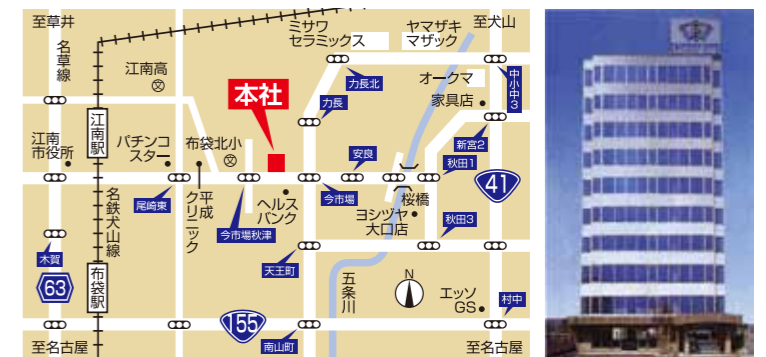 至草井
ミサワ
セラミックス
ヤマザキ
マザック
至犬山
名草線
江南高
力長北
オークマ
家具店
中小中3
本社
力長
江南駅
江南
市役所
パチンコ
スター
布袋北小
安良
新宮2
秋田1
41
尾崎東
平成
クリニック
今市場秋津
ヘルス
バンク
今市場
桜橋
ヨシヅヤ
大口店
秋田3
名鉄犬山線
木賀
63
布袋駅
天王町
五条川
N
エッソ
GS
村中
155
南山町
至名古屋
至名古屋